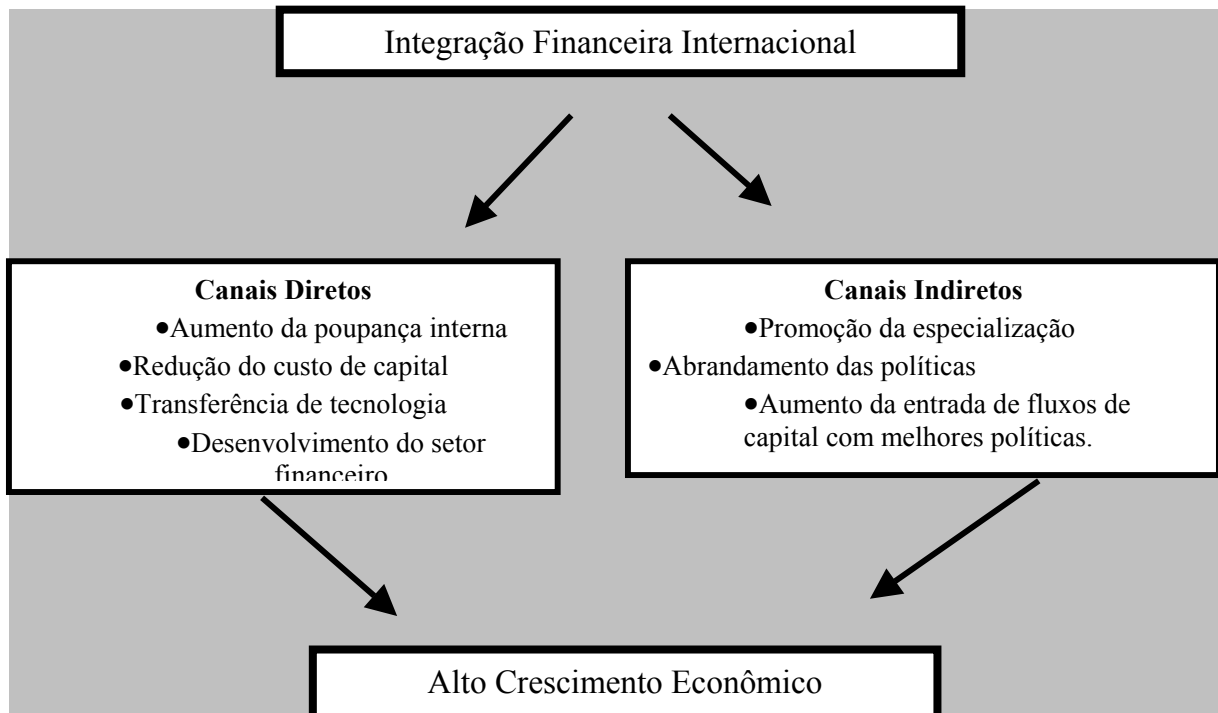 Integração Financeira Internacional
Canais Diretos
•Aumento da poupança interna
•Redução do custo de capital
•Transferência de tecnologia
•Desenvolvimento do setor
financeiro
Canais Indiretos
•Promoção da especialização
•Abrandamento das políticas
•Aumento da entrada de fluxos de
capital com melhores políticas.
Alto Crescimento Econômico